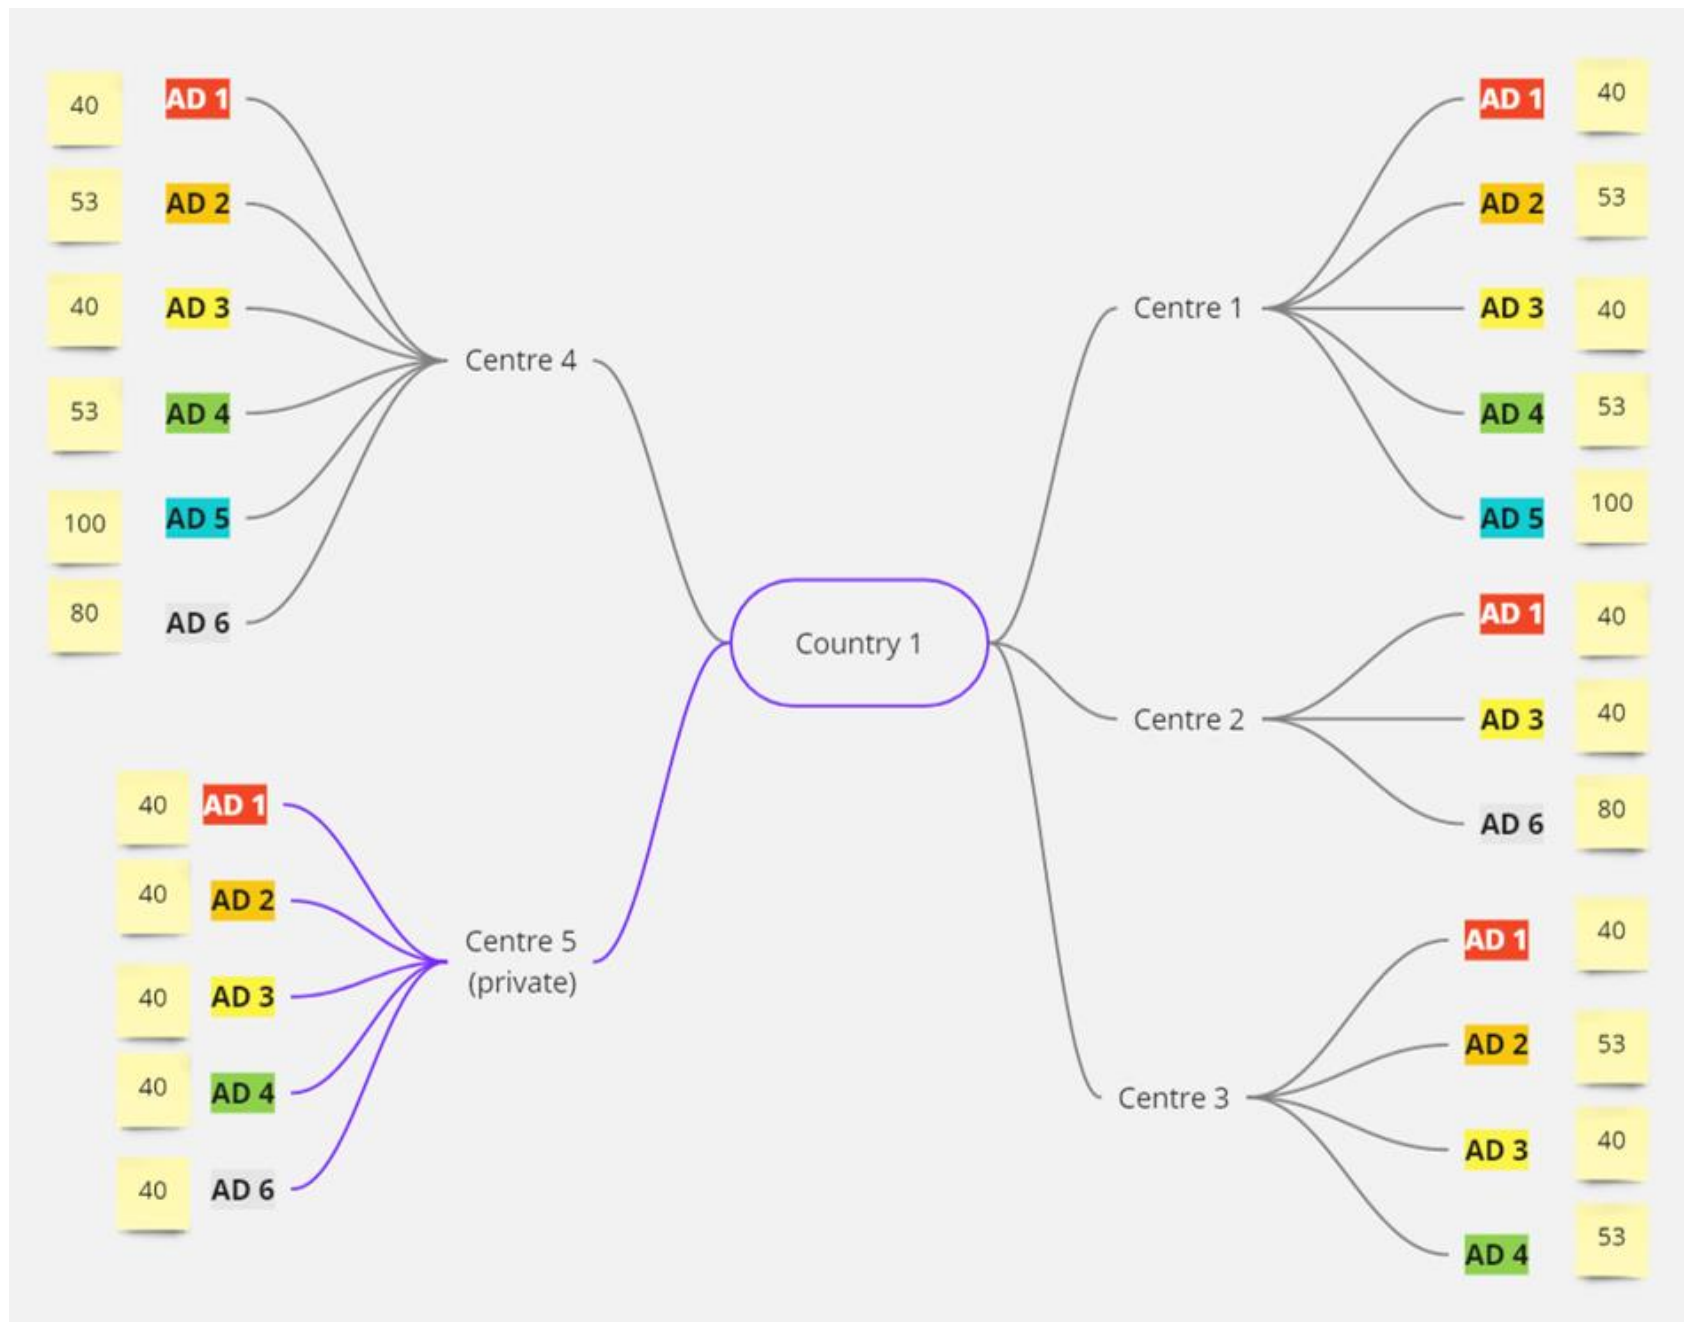 40 AD 1
53 AD 2
40 AD 3
53 AD 4
100 AD 5
80 AD 6
Centre 4
40 AD 1
40 AD 2
40 AD 3
40 AD 4
40 AD 6
Centre 5
(private)
Country 1
Centre 1
AD 1 40
AD 2 53
AD 3 40
AD 4 53
AD 5 100
Centre 2
AD 1 40
AD 3 40
AD 6 80
Centre 3
AD 1 40
AD 2 53
AD 3 40
AD 4 53